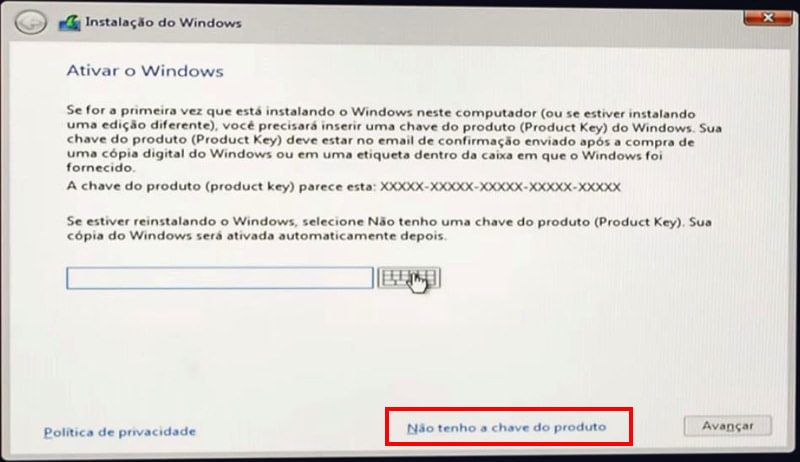 Instalação do Windows
Ativar o Windows
Se for a primeira vez que está instalando o Windows neste computador (ou se estiver instalando
uma edição diferente), você precisará inserir uma chave do produto (Product Key) do Windows. Sua
chave do produto (Product Key) deve estar no email de confirmação enviado após a compra de
uma cópia digital do Windows ou em uma etiqueta dentro da caixa em que o Windows foi
fornecido.
A chave do produto (product key) parece esta: XXXXX-XXXXX-XXXXX-XXXXX-XXXXX
Se estiver reinstalando o Windows, selecione Não tenho uma chave do produto (Product Key). Sua
cópia do Windows será ativada automaticamente depois.
Política de privacidade
Não tenho a chave do produto
Avançar